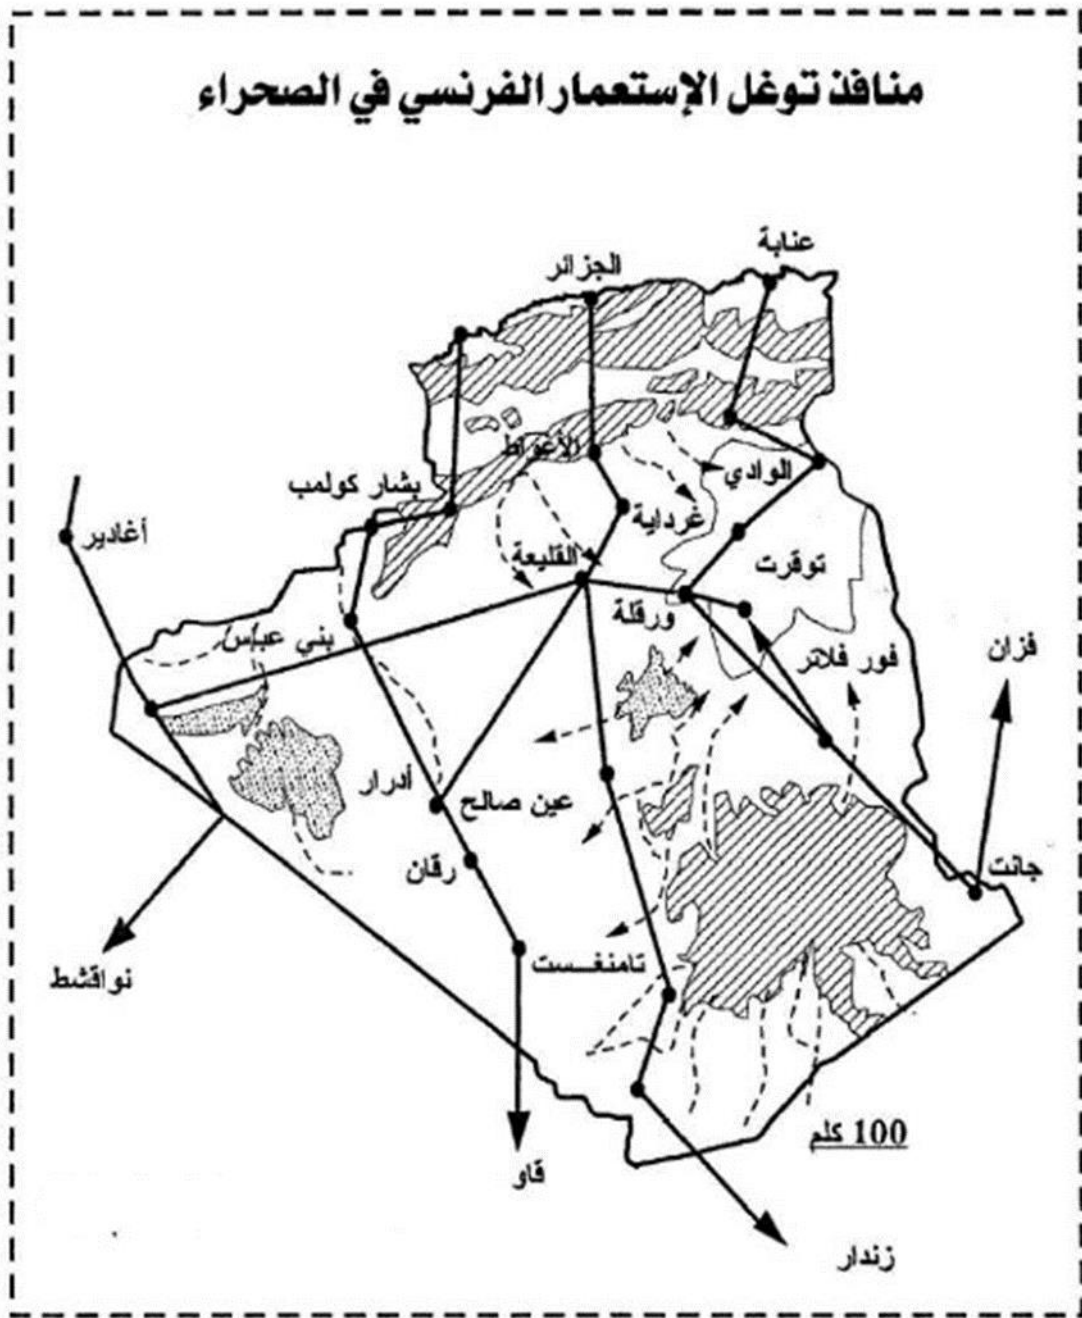 منافذ توغل الإستعمار الفرنسي في الصحراء
عنابة
الجزائر
الأغواط
الوادي
بشار كولمب
غرداية
أغادير
القليعة
توقرت
ورقلة
بني عباس
فور فلاتر
فزان
أدرار
عين صالح
رقان
جانت
تامنغست
نواقشط
100 كلم
قاو
زندار